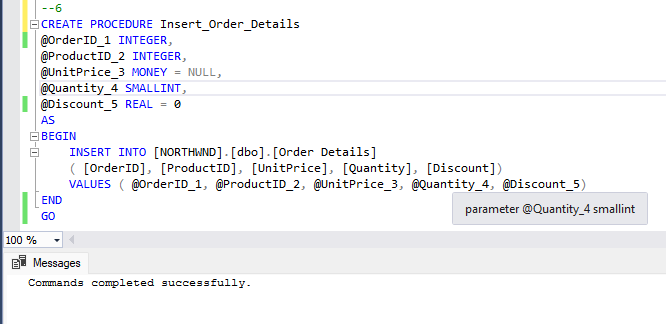 --6
CREATE PROCEDURE Insert_Order_Details
@OrderID_1 INTEGER,
@ProductID_2 INTEGER,
@UnitPrice_3 MONEY = NULL,
@Quantity_4 SMALLINT,
@Discount_5 REAL = 0
AS
BEGIN
INSERT INTO [NORTHWND].[dbo].[Order Details]
( [OrderID], [ProductID], [UnitPrice], [Quantity], [Discount])
VALUES ( @OrderID_1, @ProductID_2, @UnitPrice_3, @Quantity_4, @Discount_5)
END
parameter @Quantity_4 smallint
GO
100 %
Messages
Commands completed successfully.